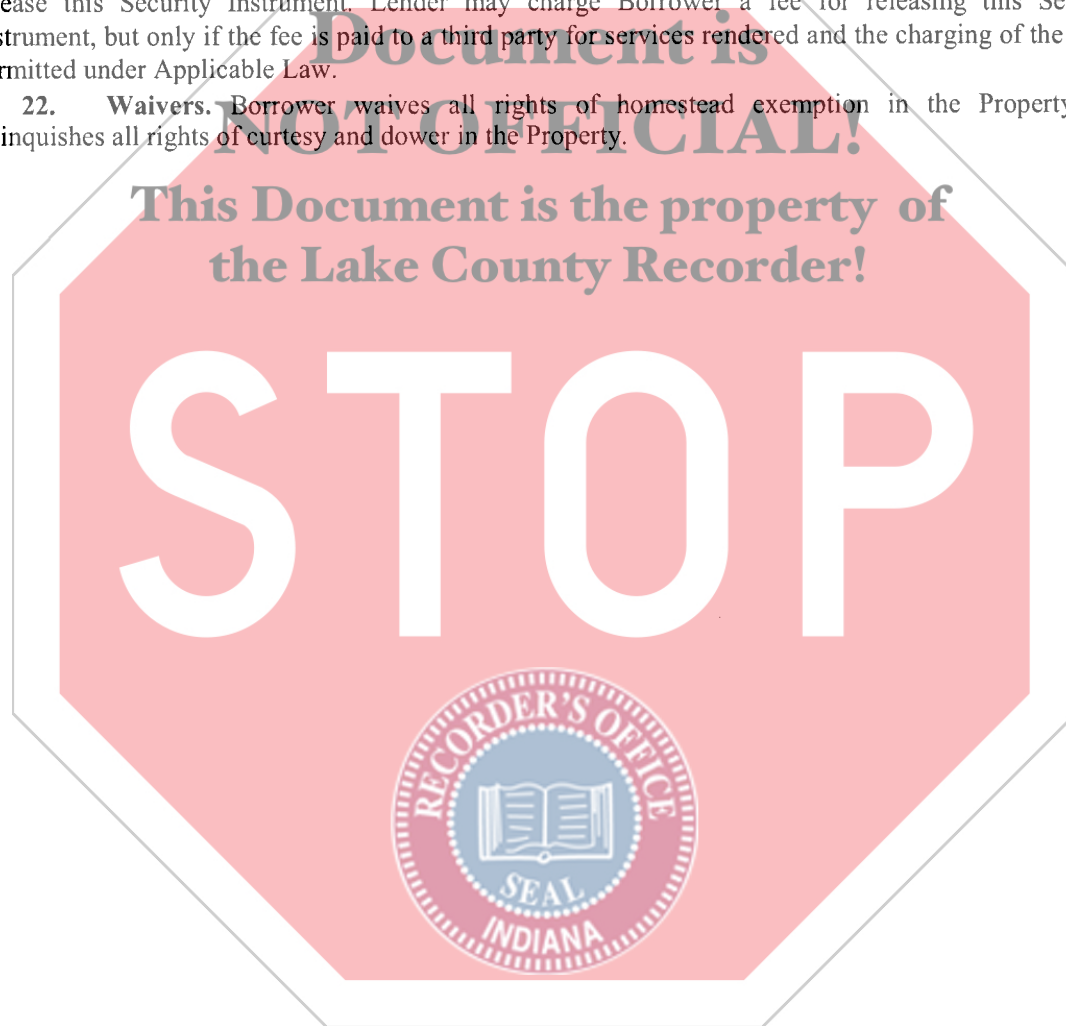 ease this Security Instrument. Lender may charge Borrower a fee for releasing this Se
strument, but only if the fee is paid to a third party for services rendered and the charging of the
rmitted under Applicable Law.
22. Waivers. Borrower waives all rights of homestead exemption in the Property
inquishes all rights of curtesy and dower in the Property.
Document is
NOT OFFICIAL!
This Document is the property of
the Lake County Recorder!
STOP
RECORDER'S OFFICE
SEAL
INDIANA